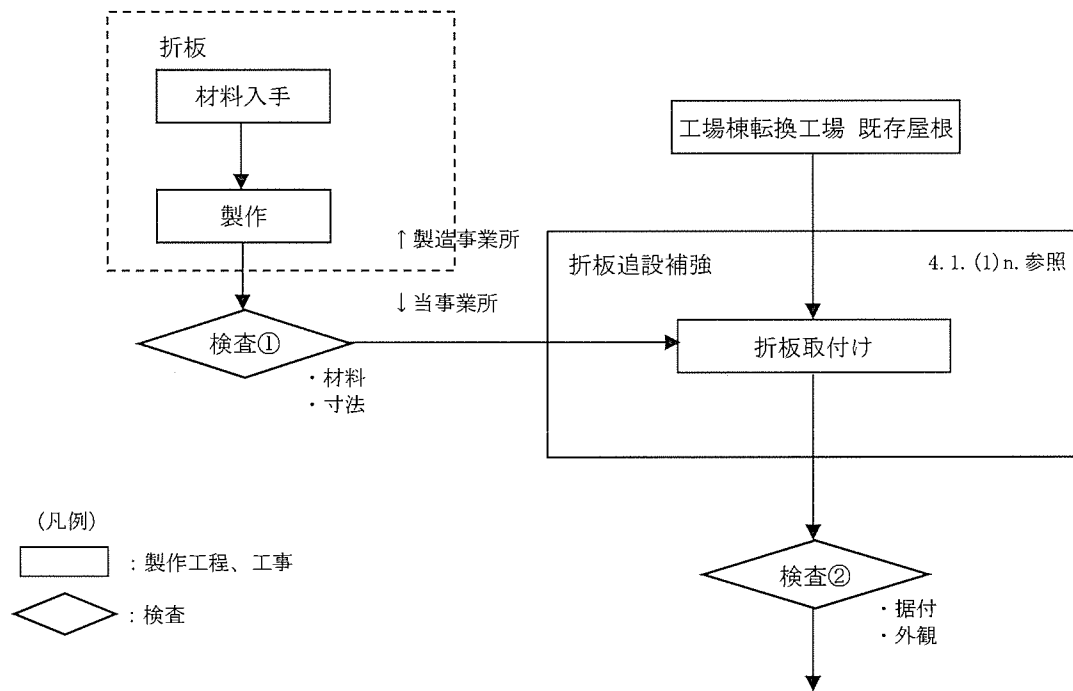 折板
材料入手
製作
↑製造事業所
↓当事業所
検査①
・材料
・寸法
工場棟転換工場 既存屋根
折板追設補強
4.1.(1)n.参照
折板取付け
検査②
・据付
・外観
(凡例)
:製作工程、工事
:検査